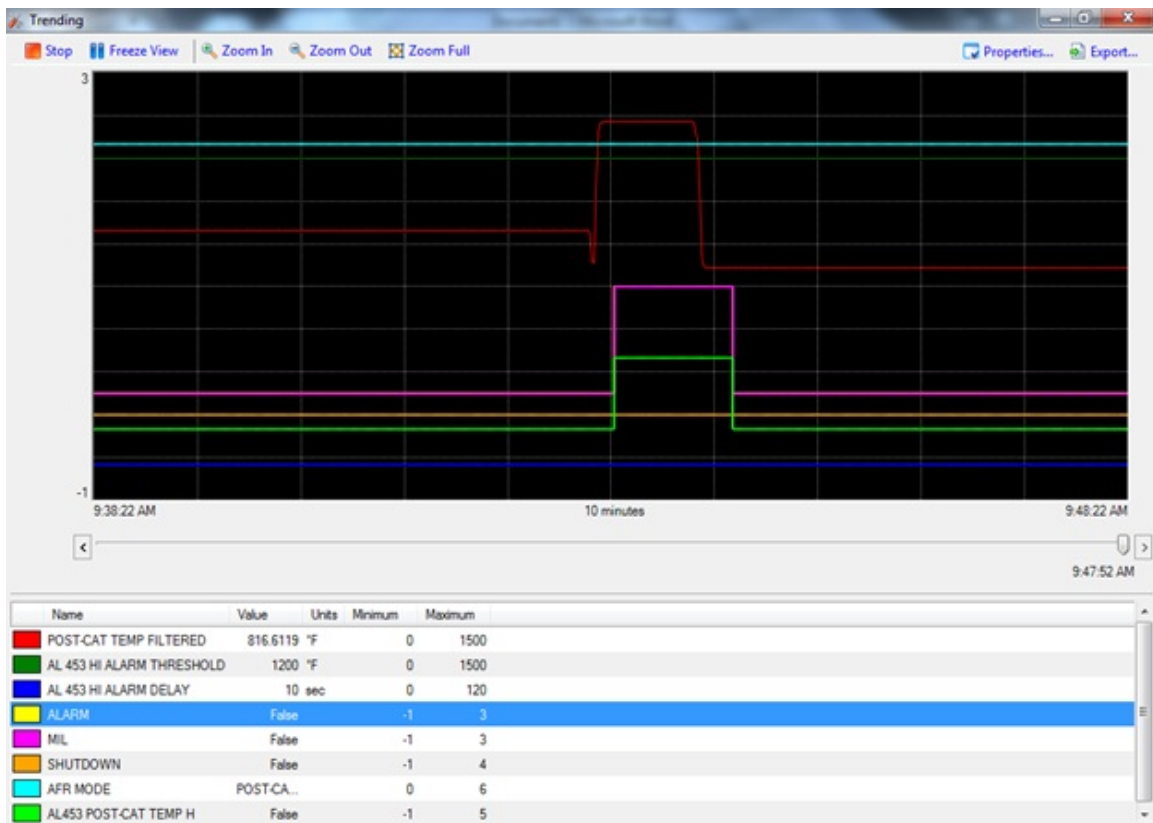 Trending
Stop Freeze View Zoom In Zoom Out Zoom Full Properties... Export...
3
-1
9:38:22 AM 10 minutes 9:48:22 AM
9:47:52 AM
Name Value Units Minimum Maximum
POST-CAT TEMP FILTERED 816.6119 °F 0 1500
AL 453 HI ALARM THRESHOLD 1200 °F 0 1500
AL 453 HI ALARM DELAY 10 sec 0 120
ALARM False -1 3
MIL False -1 3
SHUTDOWN False -1 4
AFR MODE POST-CA... 0 6
AL453 POST-CAT TEMP H False -1 5